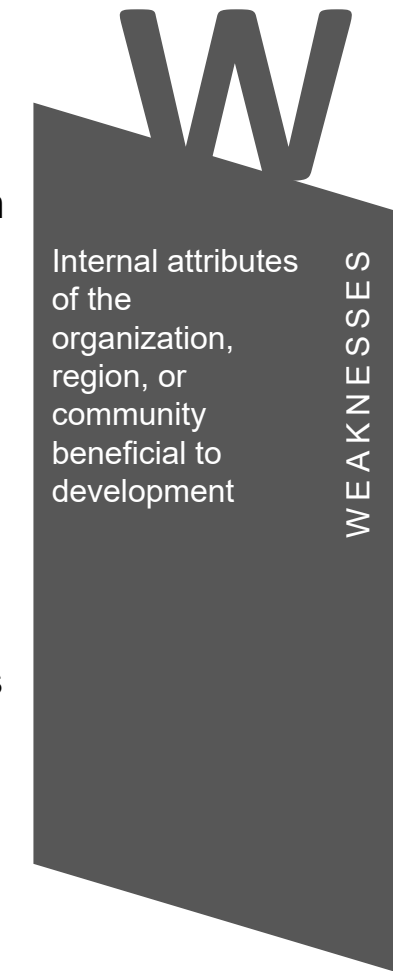 W
Internal attributes
of the
organization,
region, or
community
beneficial to
development
WEAKNESSES